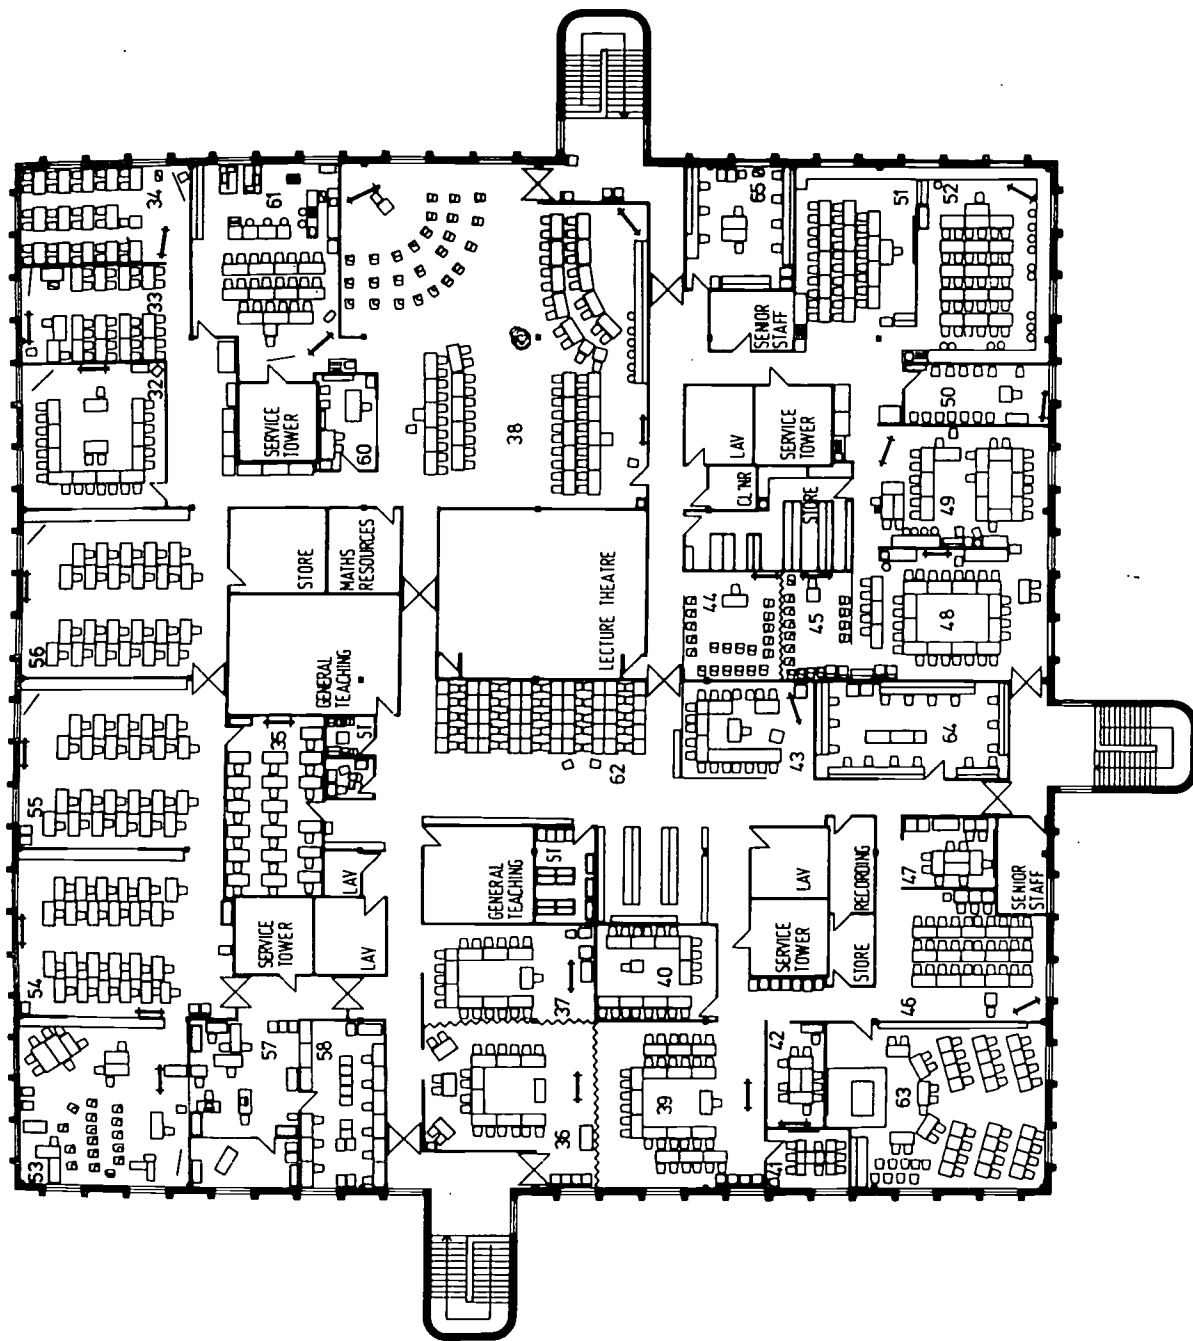 53
54
55
56
32
33
34
57
SERVICE
TOWER
35
SERVICE
TOWER
61
58
LAV
LAV
59
ST
GENERAL
TEACHING
STORE
MATHS
RESOURCES
60
GENERAL
TEACHING
38
36
37
ST
62
LECTURE THEATRE
39
40
44
42
41
SERVICE
TOWER
LAV
43
45
LAV
CL'NR
SERVICE
TOWER
STORE
SENIOR
STAFF
65
STORE
RECORDING
63
46
47
64
48
49
50
51
52
SENIOR
STAFF